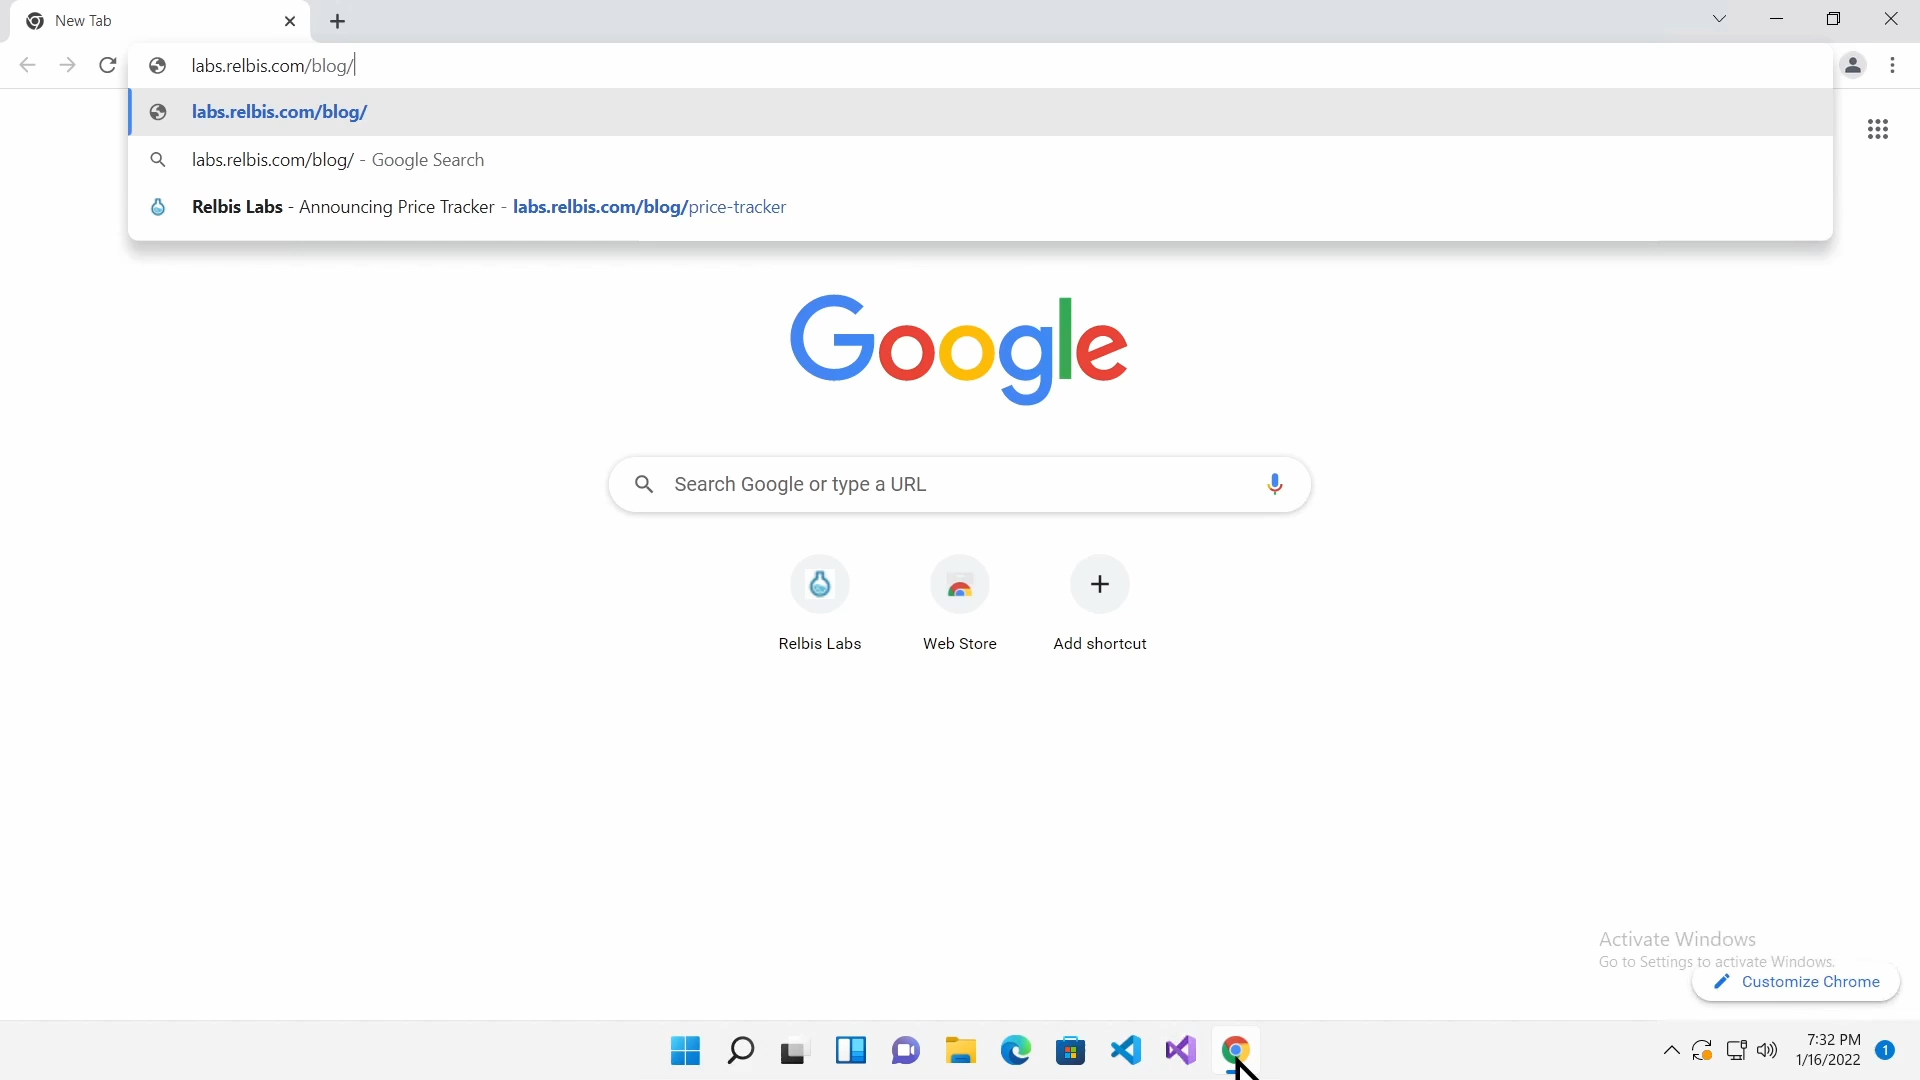 New Tab
labs.relbis.com/blog/
labs.relbis.com/blog/
labs.relbis.com/blog/ - Google Search
Relbis Labs - Announcing Price Tracker - labs.relbis.com/blog/price-tracker
Google
Search Google or type a URL
Relbis Labs
Web Store
Add shortcut
Activate Windows
Go to Settings to activate Windows.
Customize Chrome
7:32 PM
1/16/2022
1